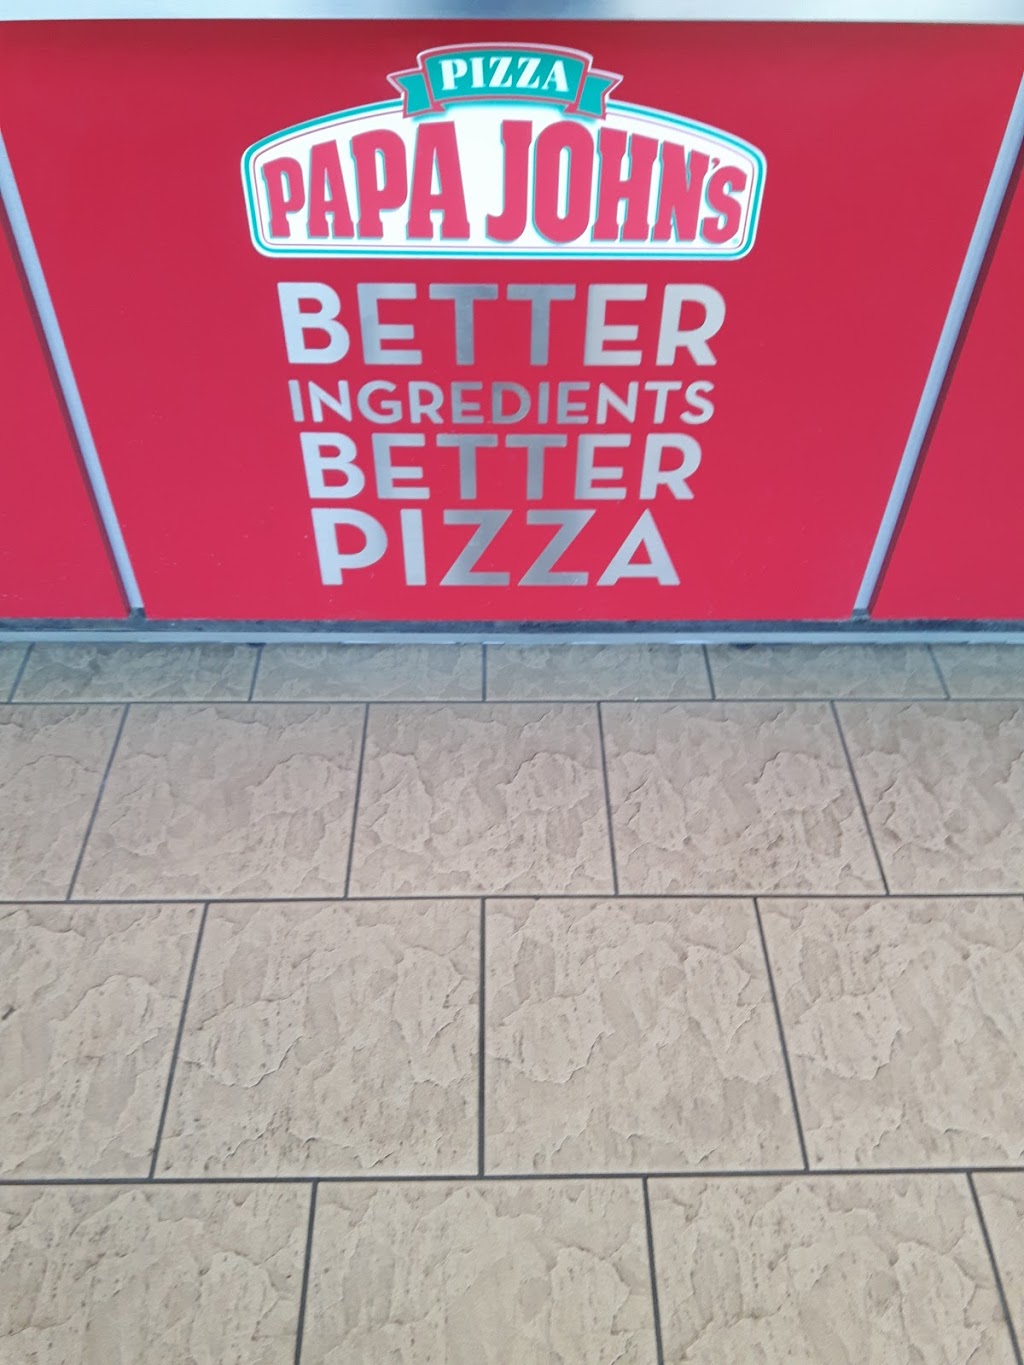 PIZZA
PAPA JOHN'S
BETTER
INGREDIENTS
BETTER
PIZZA